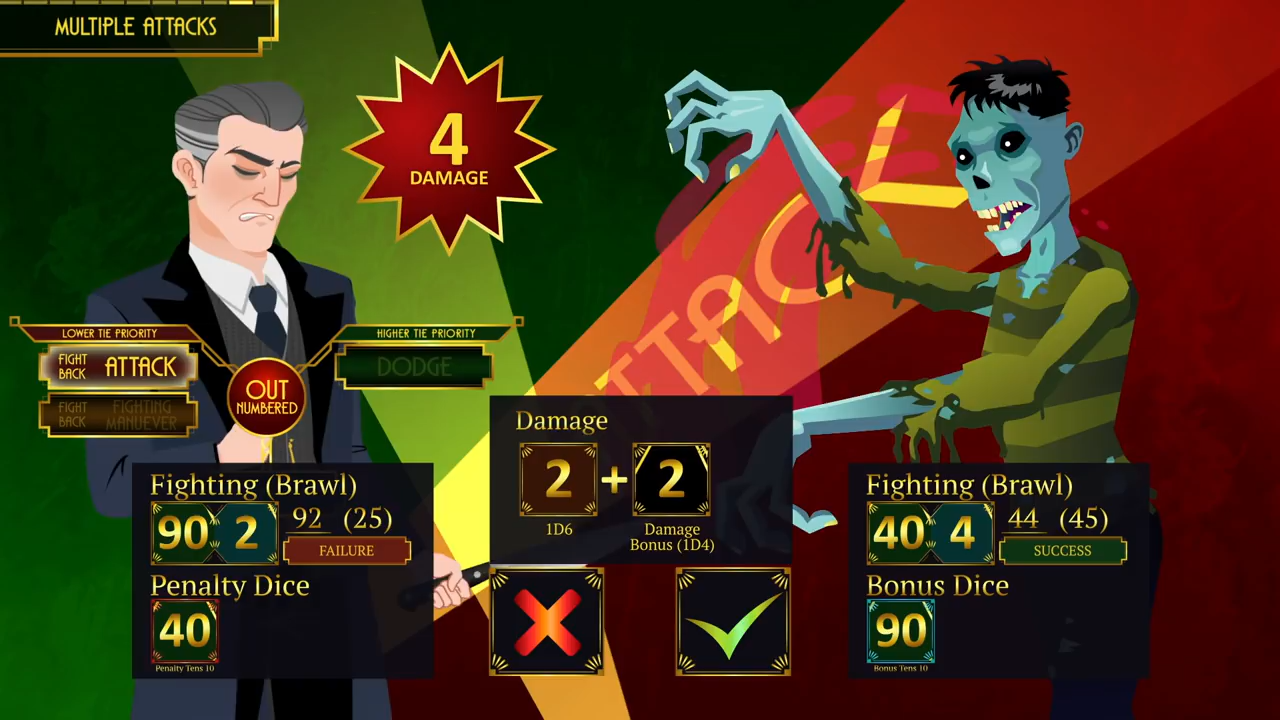 MULTIPLE ATTACKS
4
DAMAGE
ATTACK
LOWER TIE PRIORITY
HIGHER TIE PRIORITY
FIGHT BACK ATTACK
DODGE
OUT NUMBERED
FIGHT BACK FIGHTING MANUEVER
Damage
2 + 2
1D6
Damage
Bonus (1D4)
Fighting (Brawl)
90 2 92 (25)
FAILURE
Penalty Dice
40
Penalty Tens 10
Fighting (Brawl)
40 4 44 (45)
SUCCESS
Bonus Dice
90
Bonus Tens 10